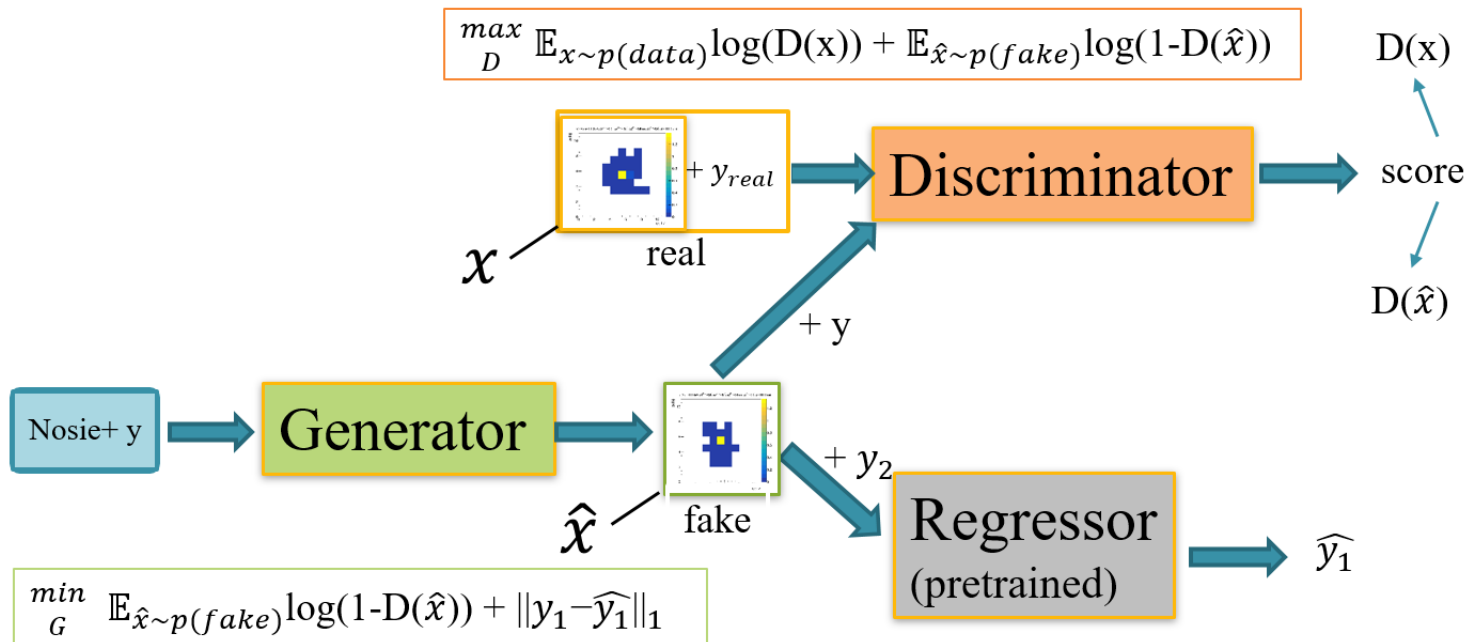 max D 𝔼x~p(data)log(D(x)) + 𝔼x̂~p(fake)log(1-D(x̂))
D(x)
+ y_real
Discriminator
score
x
real
D(x̂)
+ y
Nosie+ y
Generator
+ y₂
x̂
fake
Regressor
(pretrained)
ŷ₁
min G 𝔼x̂~p(fake)log(1-D(x̂)) + ||y₁−ŷ₁||₁